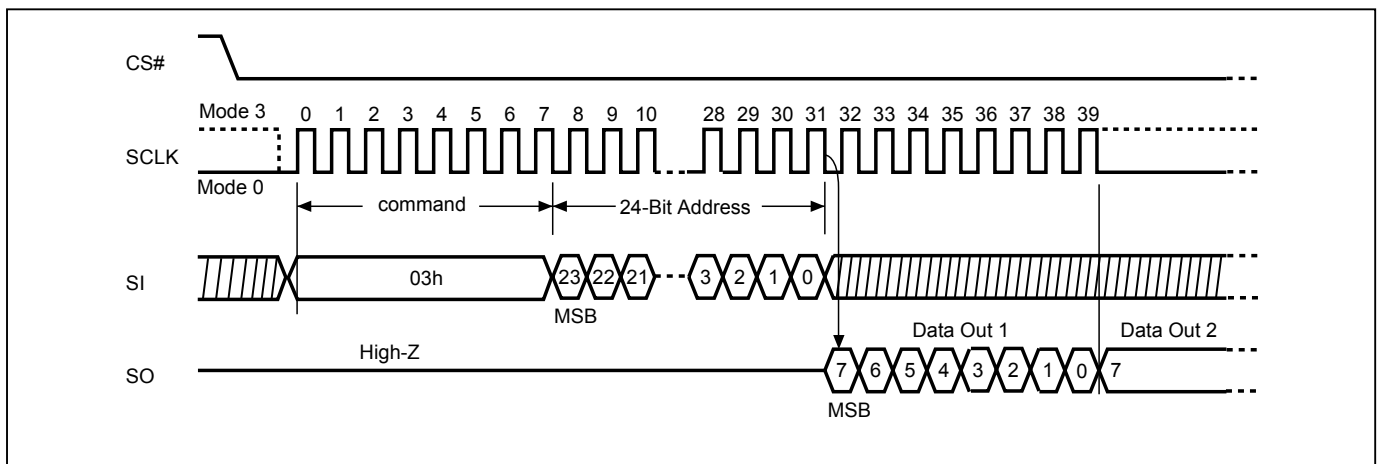 CS#
Mode 3
0 1 2 3 4 5 6 7 8 9 10 28 29 30 31 32 33 34 35 36 37 38 39
SCLK
Mode 0
command
24-Bit Address
SI
03h
23 22 21 3 2 1 0
MSB
Data Out 1
Data Out 2
High-Z
SO
7 6 5 4 3 2 1 0 7
MSB